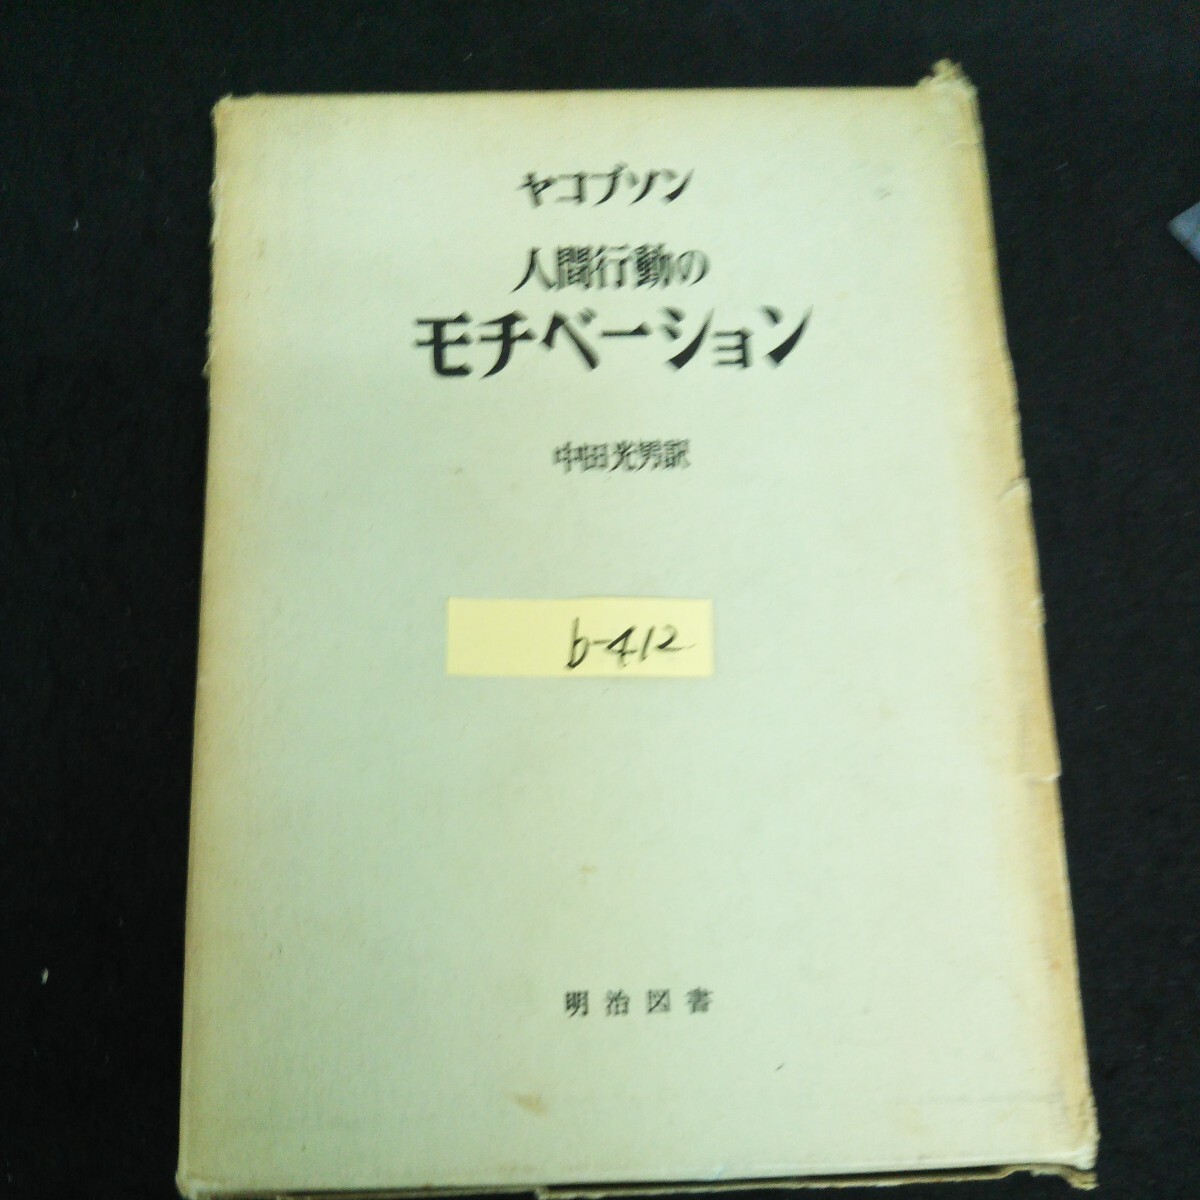 ヤコブソン
人間行動の
モチベーション
中田光男訳
b-412
明治図書